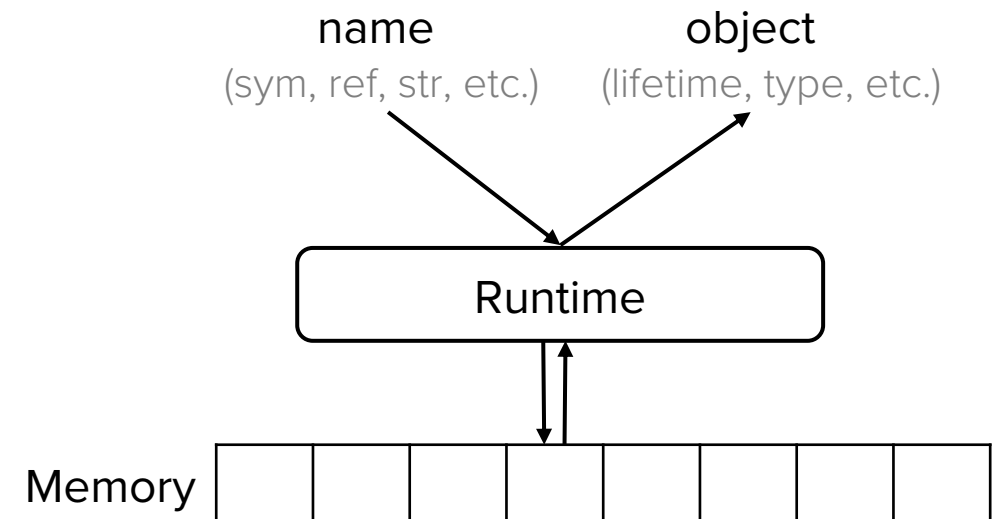 name
object
(sym, ref, str, etc.)
(lifetime, type, etc.)
Runtime
Memory